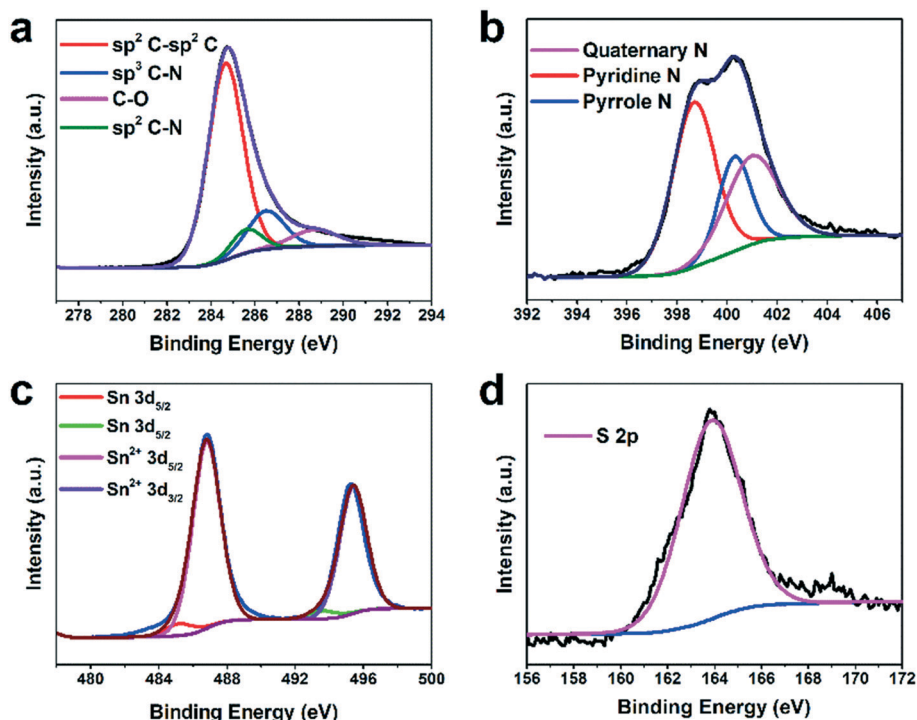 a
sp² C-sp² C
sp³ C-N
C-O
sp² C-N
Intensity (a.u.)
278 280 282 284 286 288 290 292 294
Binding Energy (eV)
b
Quaternary N
Pyridine N
Pyrrole N
Intensity (a.u.)
392 394 396 398 400 402 404 406
Binding Energy (eV)
c
Sn 3d₅/₂
Sn 3d₅/₂
Sn²⁺ 3d₅/₂
Sn²⁺ 3d₃/₂
Intensity (a.u.)
480 484 488 492 496 500
Binding Energy (eV)
d
S 2p
Intensity (a.u.)
156 158 160 162 164 166 168 170 172
Binding Energy (eV)